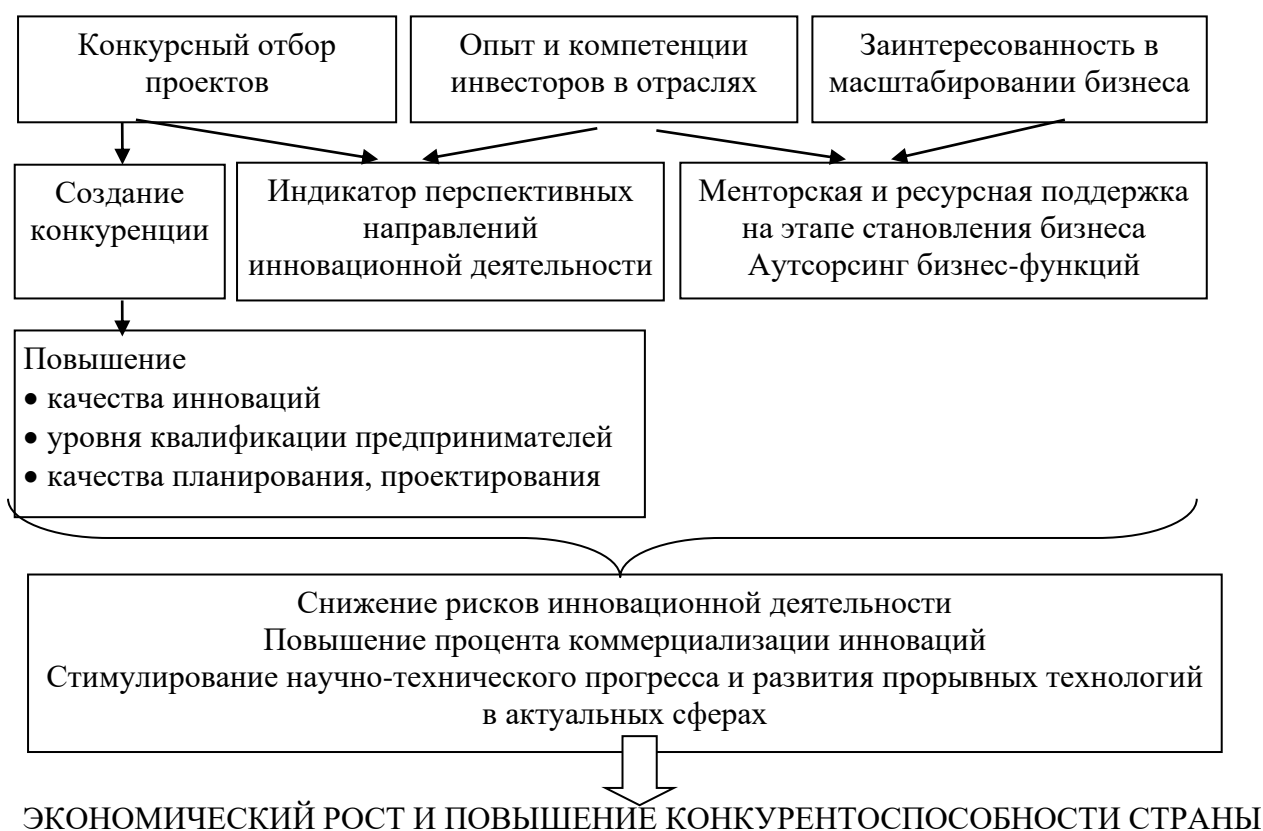 Конкурсный отбор
проектов
Опыт и компетенции
инвесторов в отраслях
Заинтересованность в
масштабировании бизнеса
Создание
конкуренции
Индикатор перспективных
направлений
инновационной деятельности
Менторская и ресурсная поддержка
на этапе становления бизнеса
Аутсорсинг бизнес-функций
Повышение
• качества инноваций
• уровня квалификации предпринимателей
• качества планирования, проектирования
Снижение рисков инновационной деятельности
Повышение процента коммерциализации инноваций
Стимулирование научно-технического прогресса и развития прорывных технологий
в актуальных сферах
ЭКОНОМИЧЕСКИЙ РОСТ И ПОВЫШЕНИЕ КОНКУРЕНТОСПОСОБНОСТИ СТРАНЫ